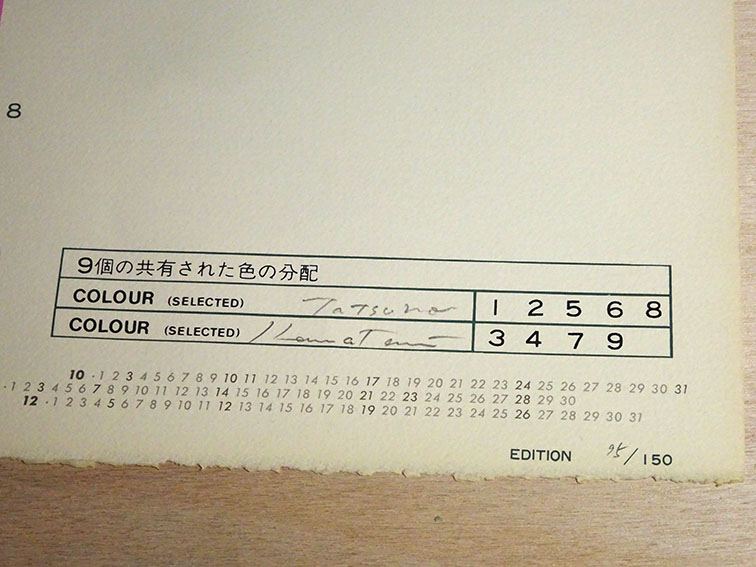 8
9個の共有された色の分配
COLOUR (SELECTED) Tatsuno 1 2 5 6 8
COLOUR (SELECTED) 3 4 7 9
10 · 1 2 3 4 5 6 7 8 9 10 11 12 13 14 15 16 17 18 19 20 21 22 23 24 25 26 27 28 29 30 31
· 1 2 3 4 5 6 7 8 9 10 11 12 13 14 15 16 17 18 19 20 21 22 23 24 25 26 27 28 29 30
12 · 1 2 3 4 5 6 7 8 9 10 11 12 13 14 15 16 17 18 19 20 21 22 23 24 25 26 27 28 29 30 31
EDITION 95/150